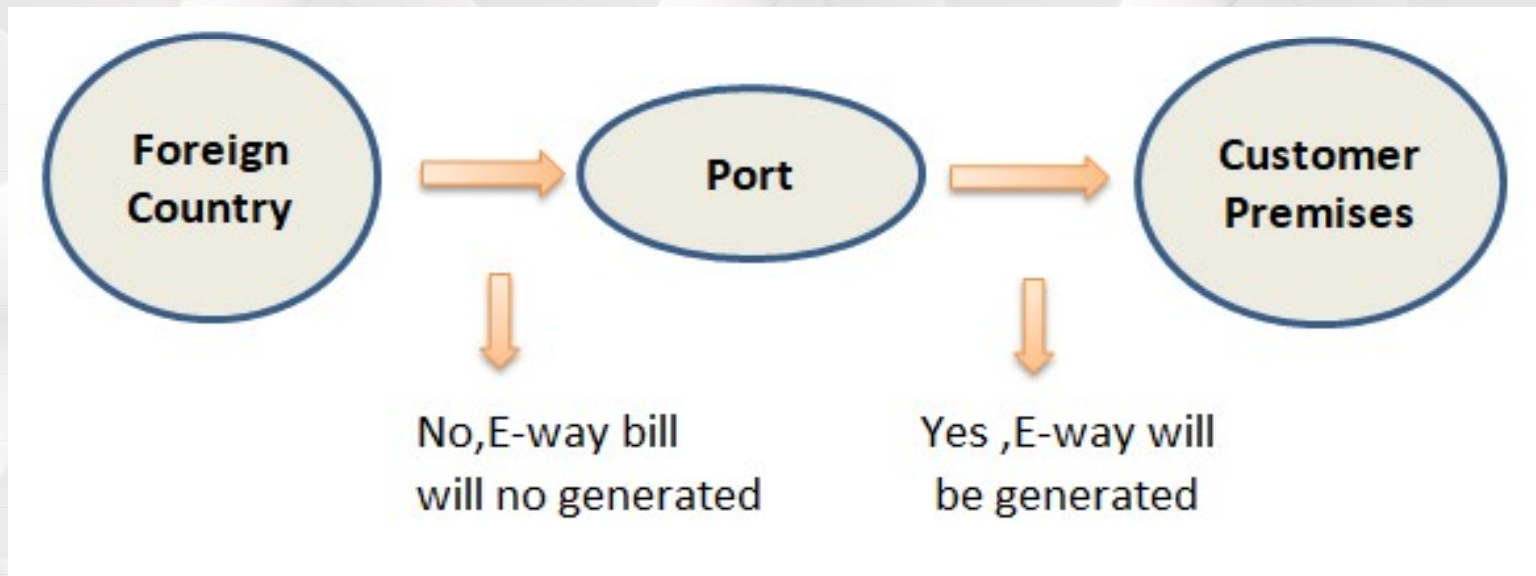 Foreign
Country
Port
Customer
Premises
No,E-way bill
will no generated
Yes ,E-way will
be generated